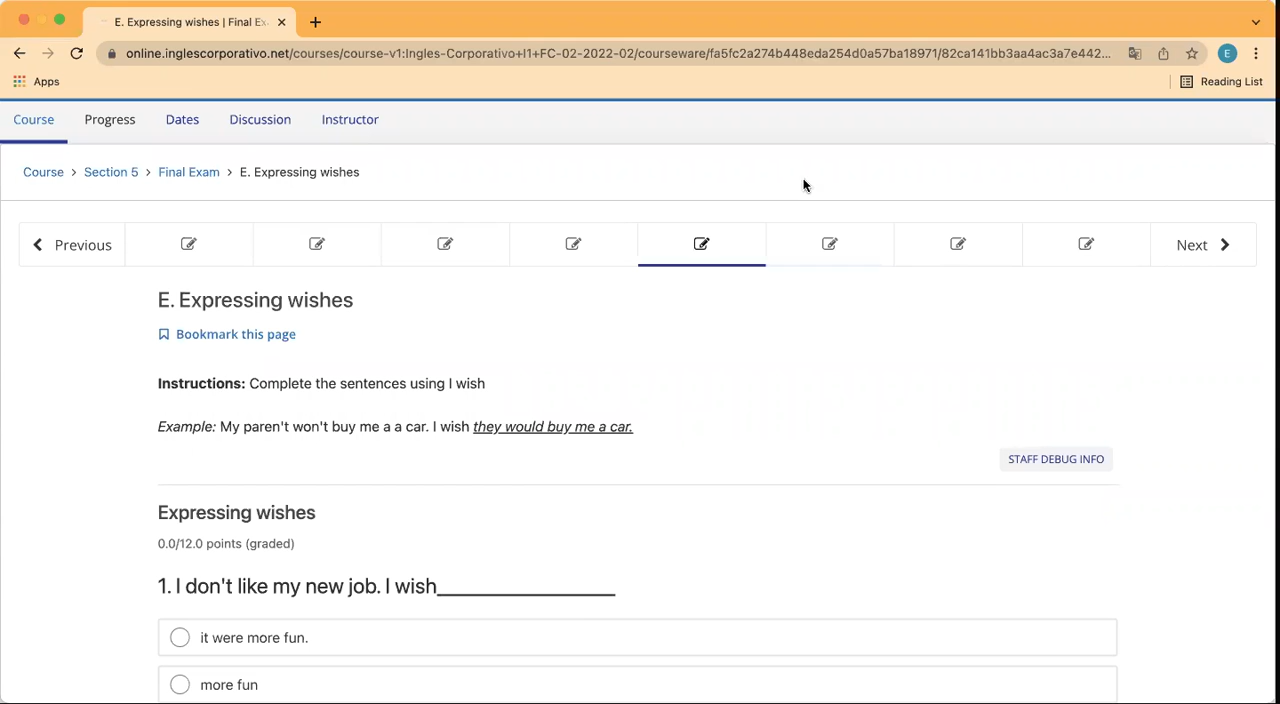 E. Expressing wishes | Final Ex
online.inglescorporativo.net/courses/course-v1:Ingles-Corporativo+I1+FC-02-2022-02/courseware/fa5fc2a274b448eda254d0a57ba18971/82ca141bb3aa4ac3a7e442...
E
Apps
Reading List
Course Progress Dates Discussion Instructor
Course > Section 5 > Final Exam > E. Expressing wishes
Previous
Next
E. Expressing wishes
Bookmark this page
Instructions: Complete the sentences using I wish
Example: My paren't won't buy me a a car. I wish they would buy me a car.
STAFF DEBUG INFO
Expressing wishes
0.0/12.0 points (graded)
1. I don't like my new job. I wish__________________
it were more fun.
more fun